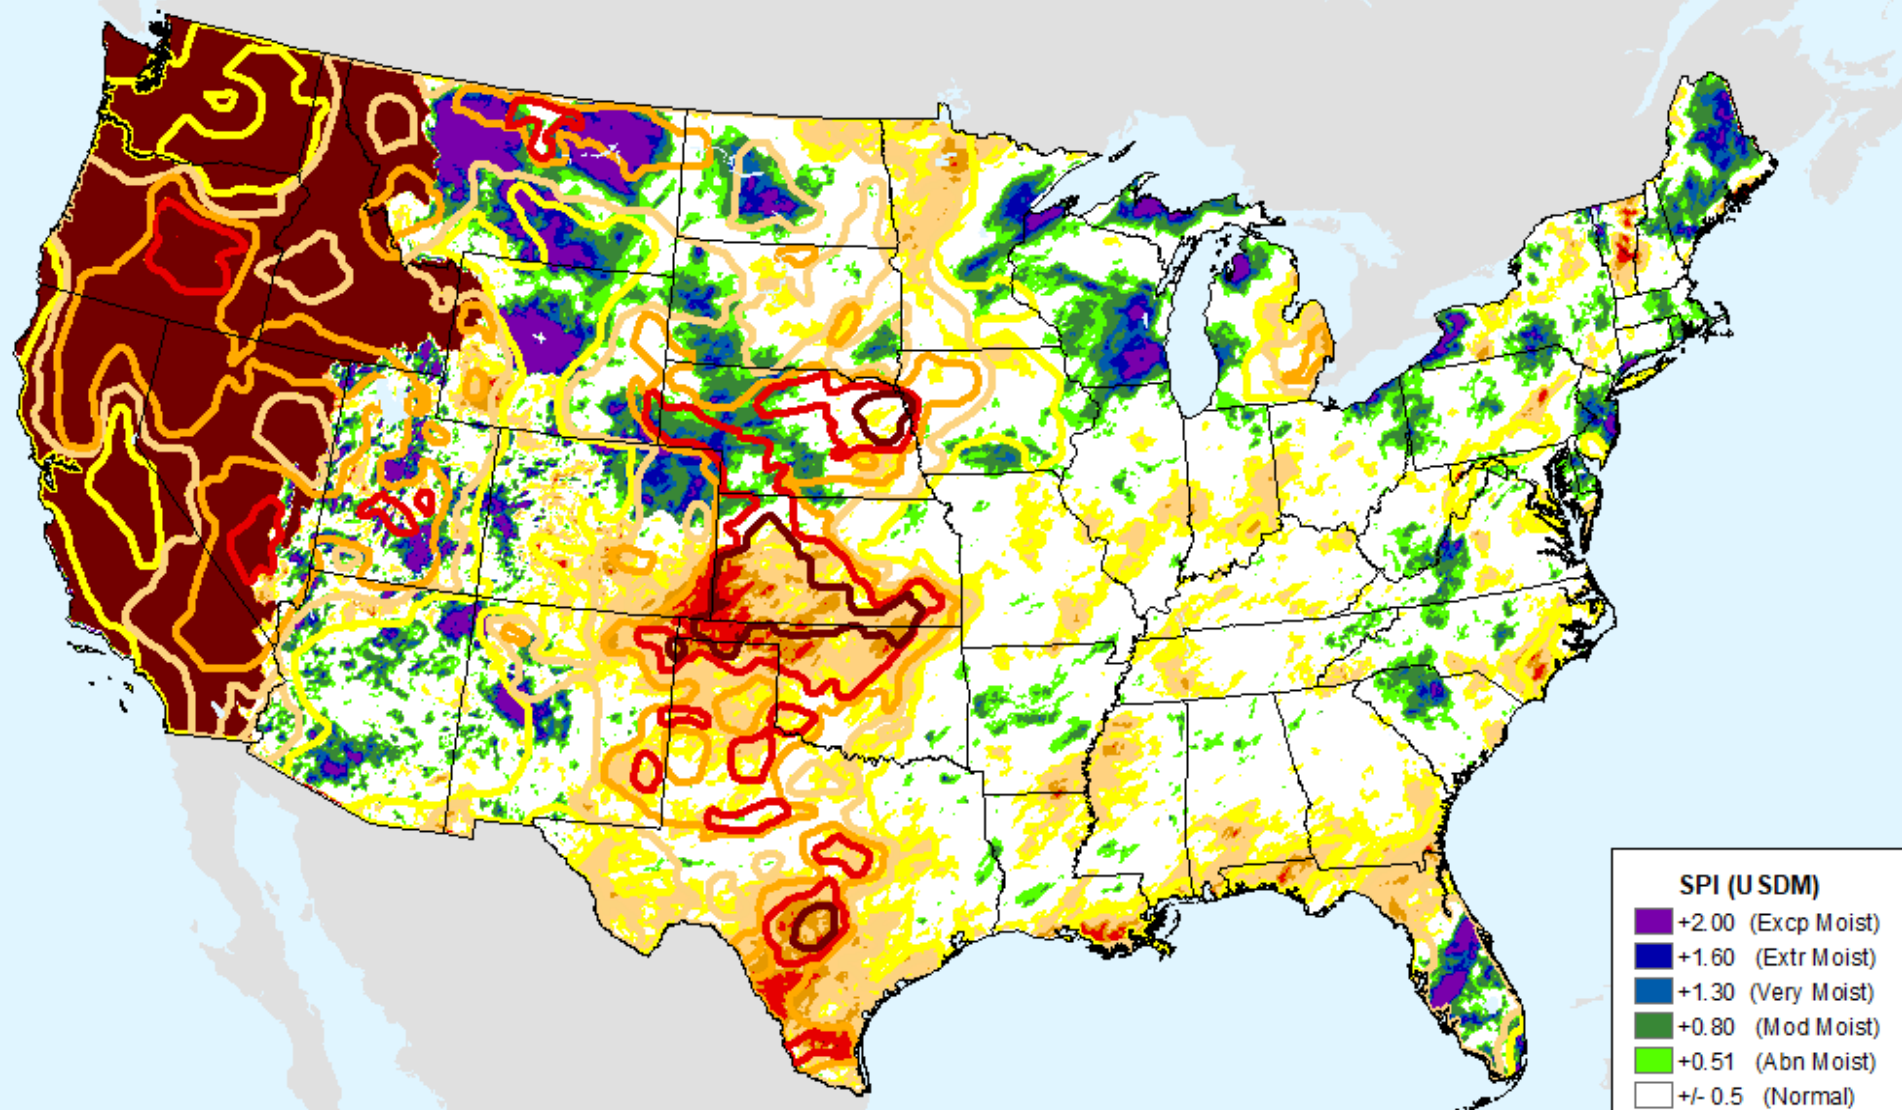 SPI (USDM)
+2.00 (Excp Moist)
+1.60 (Extr Moist)
+1.30 (Very Moist)
+0.80 (Mod Moist)
+0.51 (Abn Moist)
+/- 0.5 (Normal)